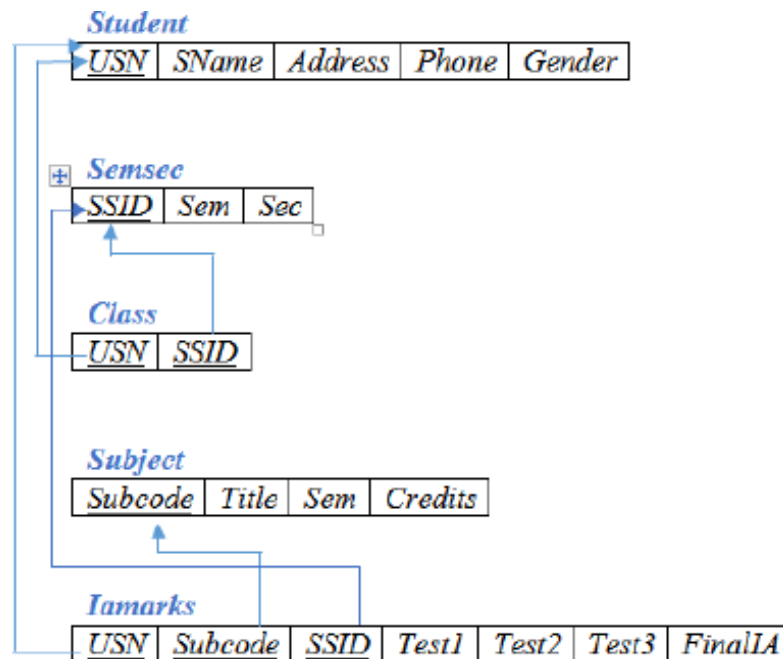 Student
USN SName Address Phone Gender
Semsec
SSID Sem Sec
Class
USN SSID
Subject
Subcode Title Sem Credits
Iamarks
USN Subcode SSID Test1 Test2 Test3 FinalIA